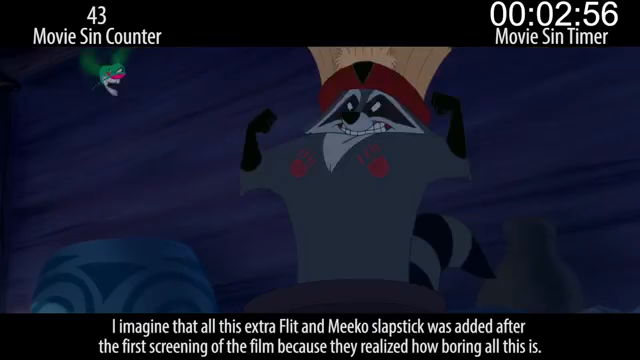 43
Movie Sin Counter
00:02:56
Movie Sin Timer
I imagine that all this extra Flit and Meeko slapstick was added after
the first screening of the film because they realized how boring all this is.